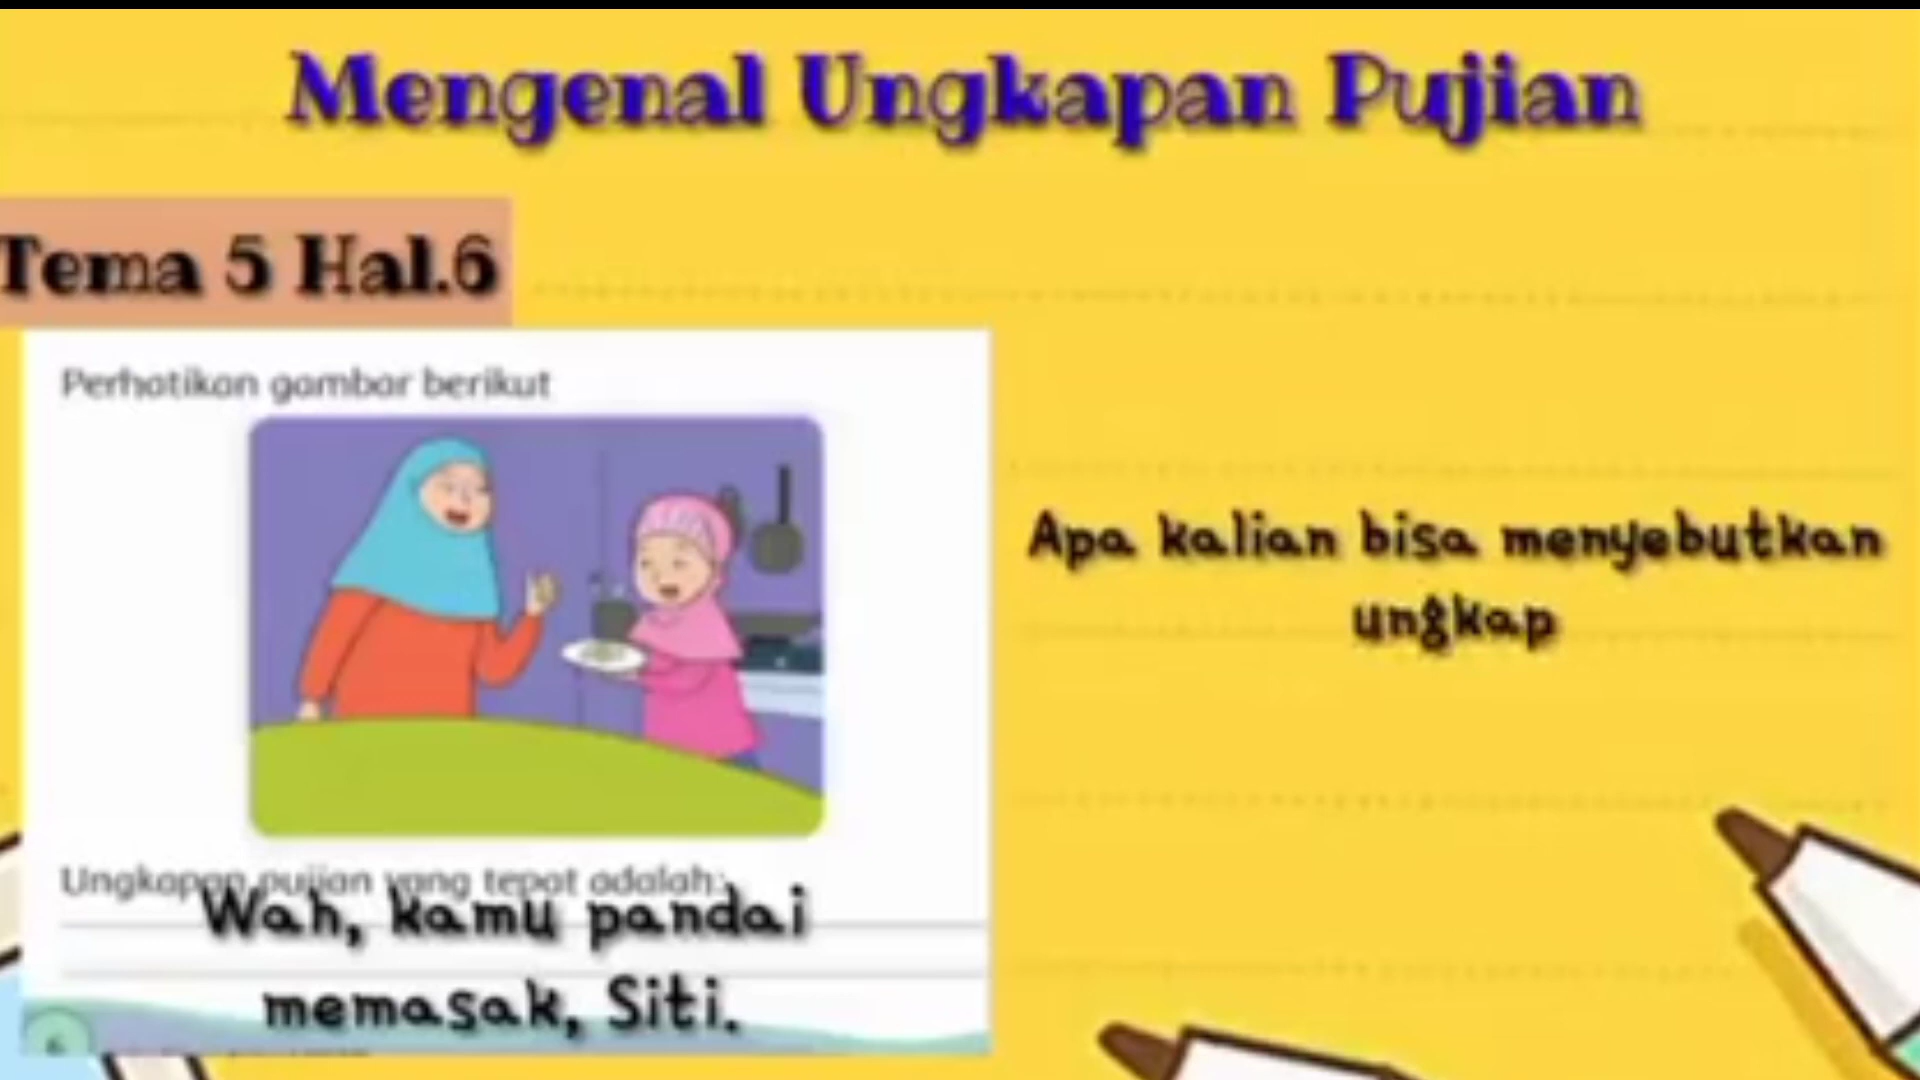 Mengenal Ungkapan Pujian
Tema 5 Hal.6
Perhatikan gambar berikut
Apa kalian bisa menyebutkan
ungkap
Ungkapan pujian yang tepat adalah:
Wah, kamu pandai
memasak, Siti.
6